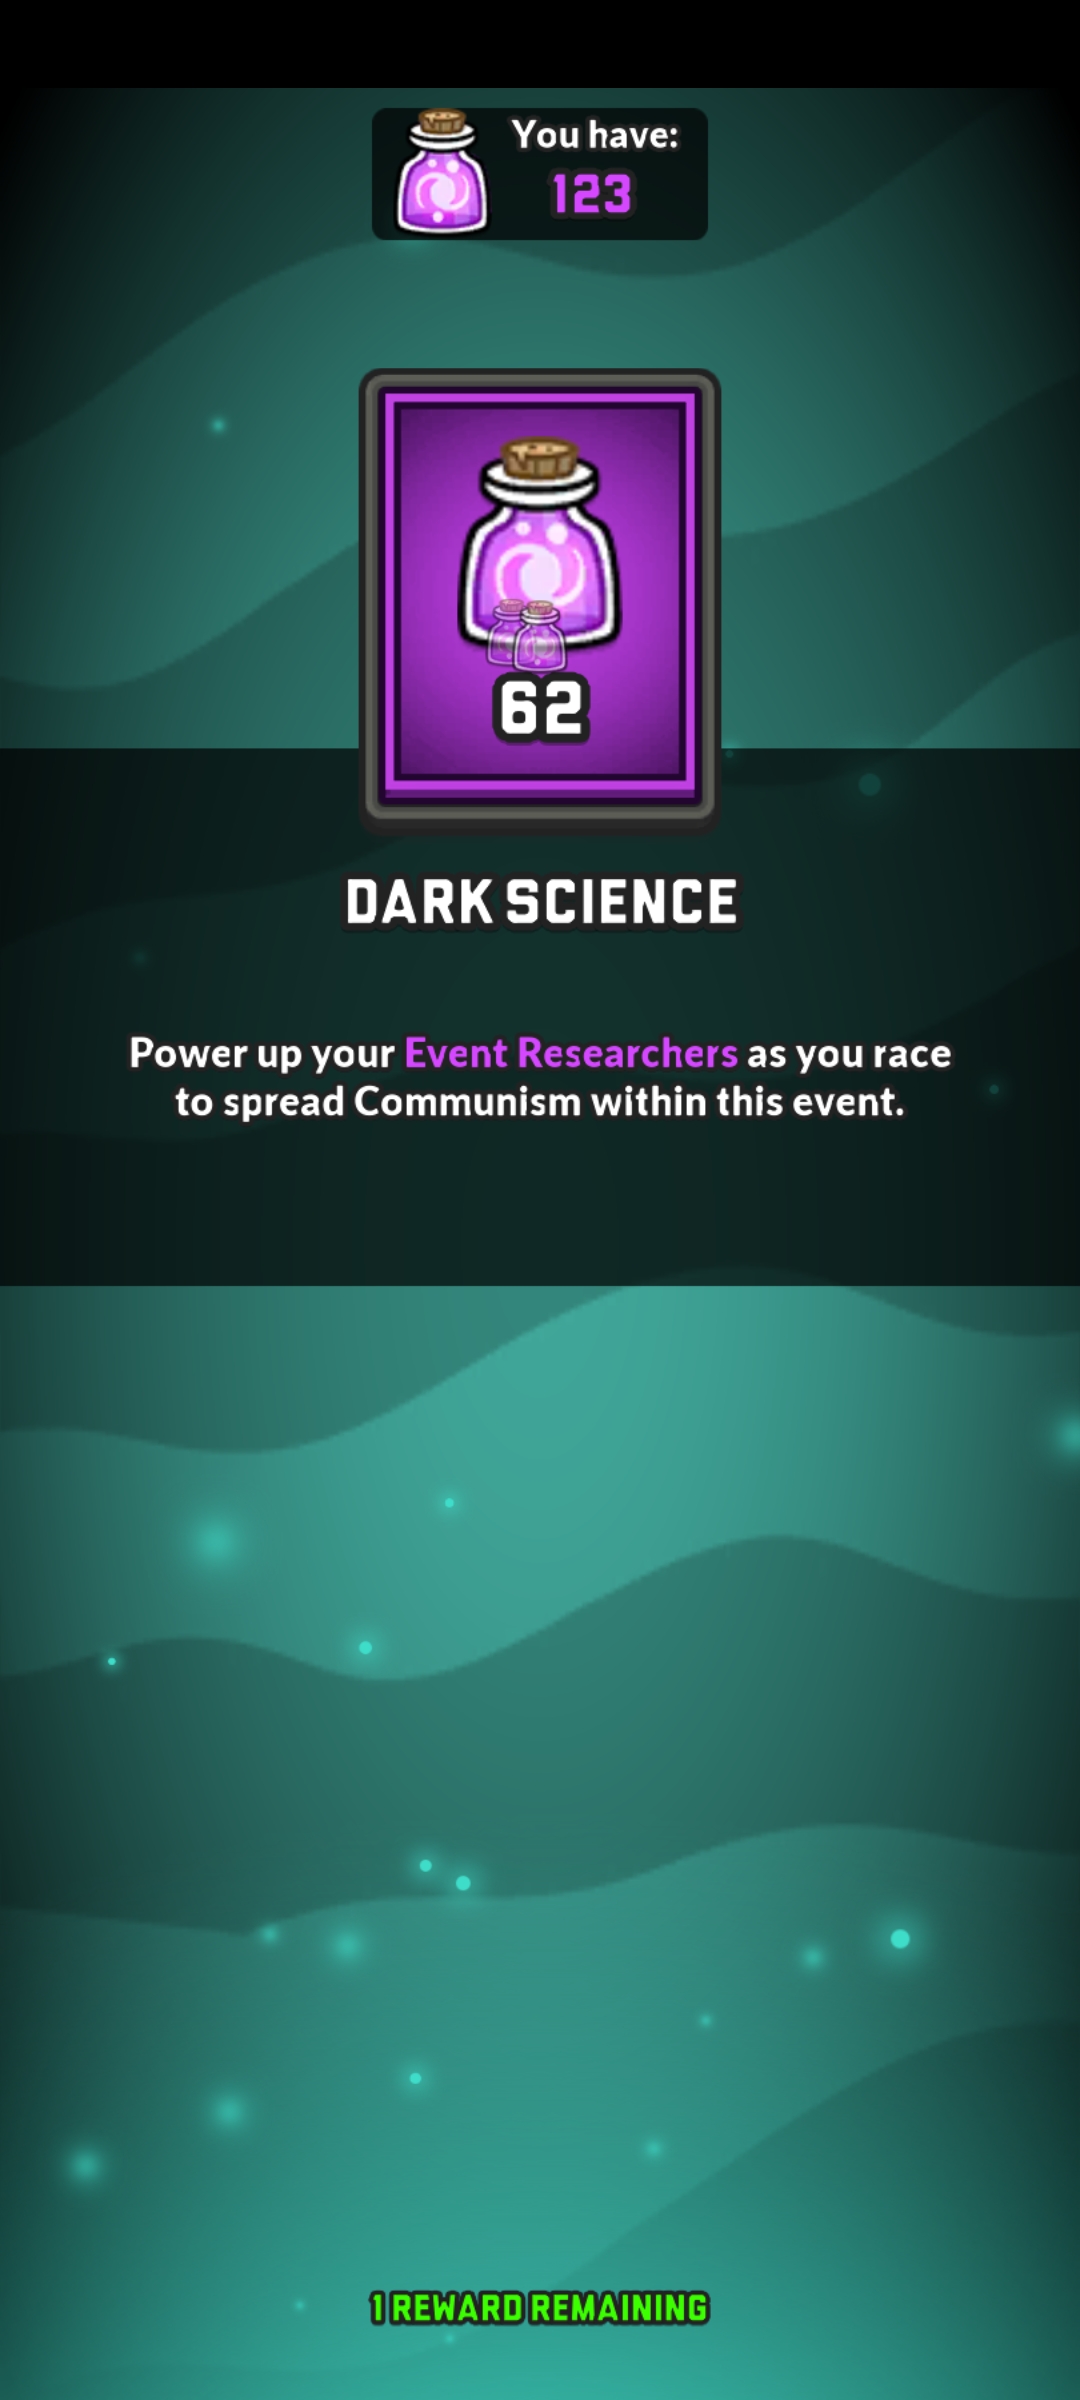 You have:
123
62
DARK SCIENCE
Power up your Event Researchers as you race
to spread Communism within this event.
1 REWARD REMAINING